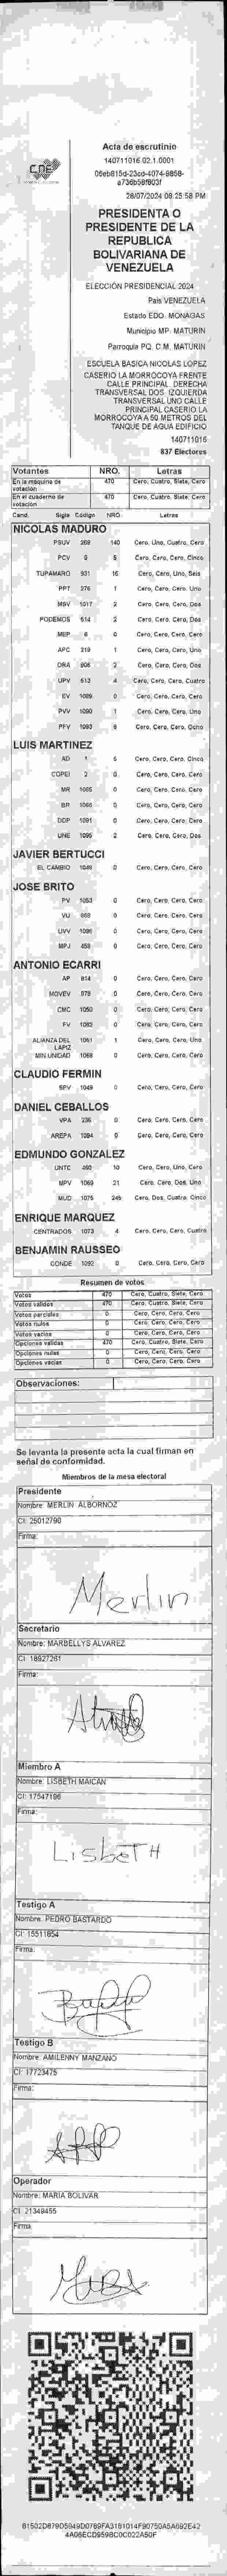 CNE
Acta de escrutinio
140711016.02.1.0001
28/07/2024 08:25:58 PM
PRESIDENTA O
PRESIDENTE DE LA
REPUBLICA
BOLIVARIANA DE
VENEZUELA
ELECCIÓN PRESIDENCIAL 2024
País VENEZUELA
Estado EDO. MONAGAS
Municipio MP. MATURIN
Parroquia PQ. C.M. MATURIN
ESCUELA BASICA NICOLAS LOPEZ
CASERIO LA MORROCOYA FRENTE
CALLE PRINCIPAL. DERECHA
TRANSVERSAL DOS. IZQUIERDA
TRANSVERSAL UNO CALLE
PRINCIPAL CASERIO LA
MORROCOYA A 50 METROS DEL
TANQUE DE AGUA EDIFICIO
140711016
837 Electores
Votantes NRO. Letras
En la máquina de votación 470 Cero, Cuatro, Siete, Cero
En el cuaderno de votación 470 Cero, Cuatro, Siete, Cero
Cand. Sigla Código NRO. Letras
NICOLAS MADURO
PSUV 268 140 Cero, Uno, Cuatro, Cero
PCV 9 5 Cero, Cero, Cero, Cinco
TUPAMARO 931 16 Cero, Cero, Uno, Seis
PPT 276 1 Cero, Cero, Cero, Uno
MSV 1017 2 Cero, Cero, Cero, Dos
PODEMOS 514 2 Cero, Cero, Cero, Dos
MEP 6 0 Cero, Cero, Cero, Cero
APC 219 1 Cero, Cero, Cero, Uno
ORA 906 2 Cero, Cero, Cero, Dos
UPV 613 4 Cero, Cero, Cero, Cuatro
EV 1089 0 Cero, Cero, Cero, Cero
PVV 1090 1 Cero, Cero, Cero, Uno
PFV 1093 8 Cero, Cero, Cero, Ocho
LUIS MARTINEZ
AD 1 5 Cero, Cero, Cero, Cinco
COPEI 2 0 Cero, Cero, Cero, Cero
MR 1065 0 Cero, Cero, Cero, Cero
BR 1066 0 Cero, Cero, Cero, Cero
DDP 1091 0 Cero, Cero, Cero, Cero
UNE 1095 2 Cero, Cero, Cero, Dos
JAVIER BERTUCCI
EL CAMBIO 1048 0 Cero, Cero, Cero, Cero
JOSE BRITO
PV 1053 0 Cero, Cero, Cero, Cero
VU 968 0 Cero, Cero, Cero, Cero
UVV 1096 0 Cero, Cero, Cero, Cero
MPJ 458 0 Cero, Cero, Cero, Cero
ANTONIO ECARRI
AP 814 0 Cero, Cero, Cero, Cero
MOVEV 978 0 Cero, Cero, Cero, Cero
CMC 1050 0 Cero, Cero, Cero, Cero
FV 1082 0 Cero, Cero, Cero, Cero
ALIANZA DEL LAPIZ 1061 1 Cero, Cero, Cero, Uno
MIN UNIDAD 1068 0 Cero, Cero, Cero, Cero
CLAUDIO FERMIN
SPV 1049 0 Cero, Cero, Cero, Cero
DANIEL CEBALLOS
VPA 236 0 Cero, Cero, Cero, Cero
AREPA 1094 0 Cero, Cero, Cero, Cero
EDMUNDO GONZALEZ
UNTC 460 10 Cero, Cero, Uno, Cero
MPV 1069 21 Cero, Cero, Dos, Uno
MUD 1075 245 Cero, Dos, Cuatro, Cinco
ENRIQUE MARQUEZ
CENTRADOS 1073 4 Cero, Cero, Cero, Cuatro
BENJAMIN RAUSSEO
CONDE 1092 0 Cero, Cero, Cero, Cero
Resumen de votos
Votos 470 Cero, Cuatro, Siete, Cero
Votos válidos 470 Cero, Cuatro, Siete, Cero
Votos parciales 0 Cero, Cero, Cero, Cero
Votos nulos 0 Cero, Cero, Cero, Cero
Votos vacíos 0 Cero, Cero, Cero, Cero
Opciones válidas 470 Cero, Cuatro, Siete, Cero
Opciones nulas 0 Cero, Cero, Cero, Cero
Opciones vacías 0 Cero, Cero, Cero, Cero
Observaciones:
Se levanta la presente acta la cual firman en
señal de conformidad.
Miembros de la mesa electoral
Presidente
Nombre: MERLIN ALBORNOZ
CI: 25012790
Firma:
Merlin
Secretario
Nombre: MARBELLYS ALVAREZ
CI: 18927261
Firma:
Miembro A
Nombre: LISBETH MAICAN
CI: 17547196
Firma:
LISBETH
Testigo A
Nombre: PEDRO BASTARDO
CI: 15511654
Firma:
Testigo B
Nombre: AMILENNY MANZANO
CI: 17723475
Firma:
Operador
Nombre: MARIA BOLIVAR
CI: 21349455
Firma: